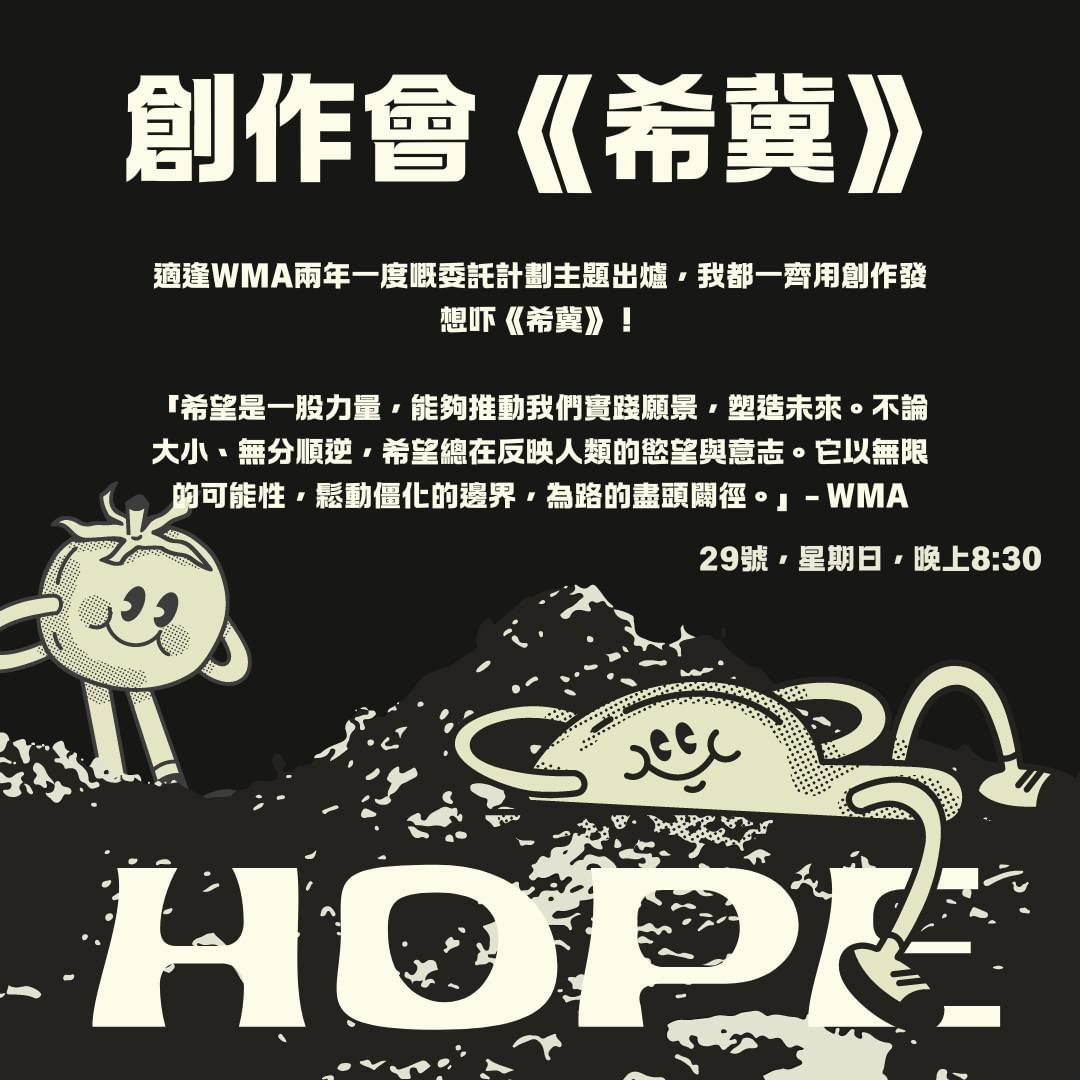 創作會《希冀》
適逢WMA兩年一度嘅委託計劃主題出爐，我都一齊用創作發
想吓《希冀》！
「希望是一股力量，能夠推動我們實踐願景，塑造未來。不論
大小、無分順逆，希望總在反映人類的慾望與意志。它以無限
的可能性，鬆動僵化的邊界，為路的盡頭闢徑。」– WMA
29號，星期日，晚上8:30
HOPE